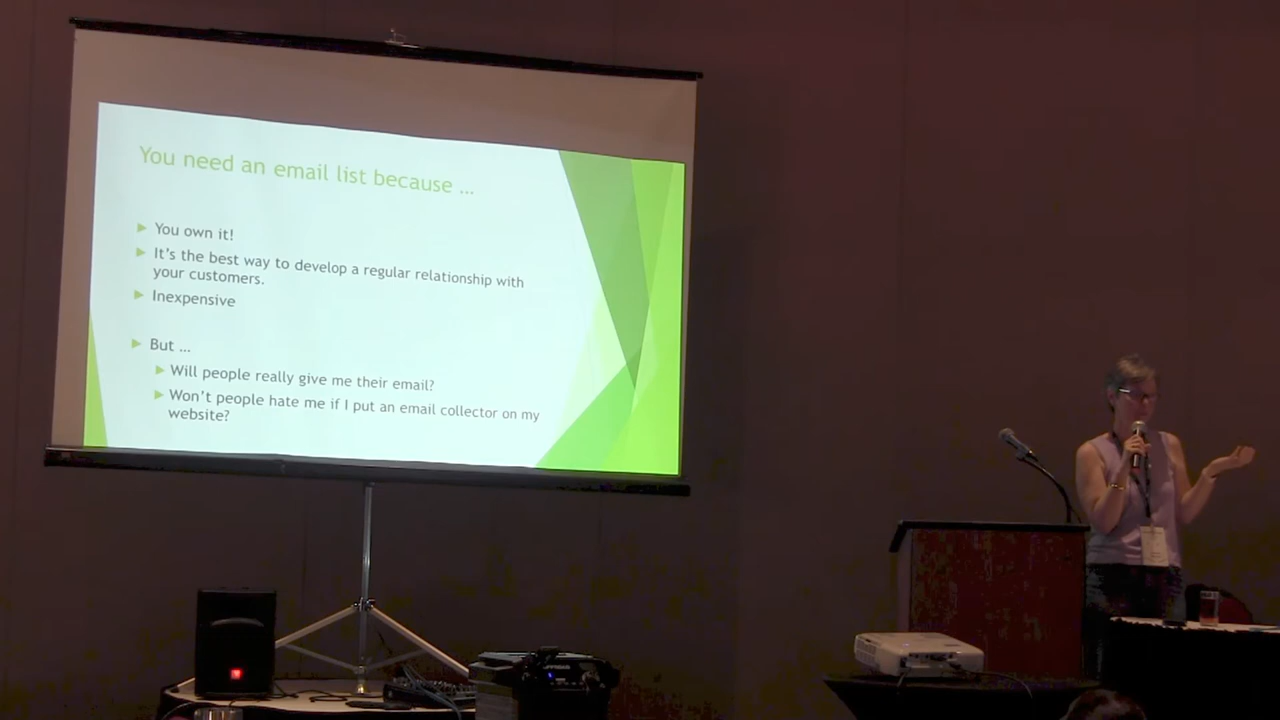 You need an email list because ...
You own it!
It's the best way to develop a regular relationship with
your customers.
Inexpensive
But ...
Will people really give me their email?
Won't people hate me if I put an email collector on my
website?